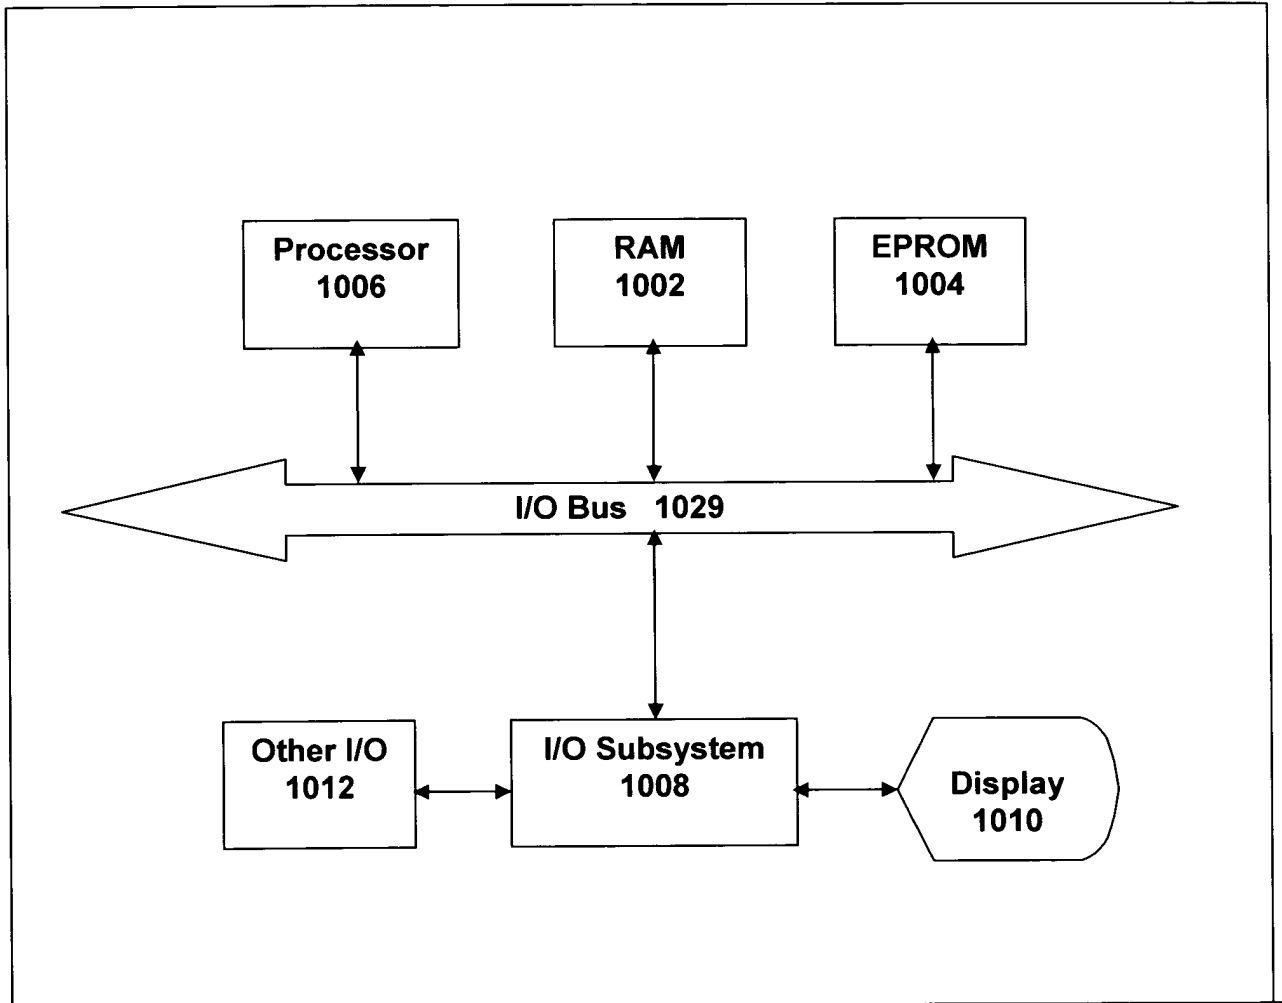 Processor
1006
RAM
1002
EPROM
1004
I/O Bus 1029
Other I/O
1012
I/O Subsystem
1008
Display
1010